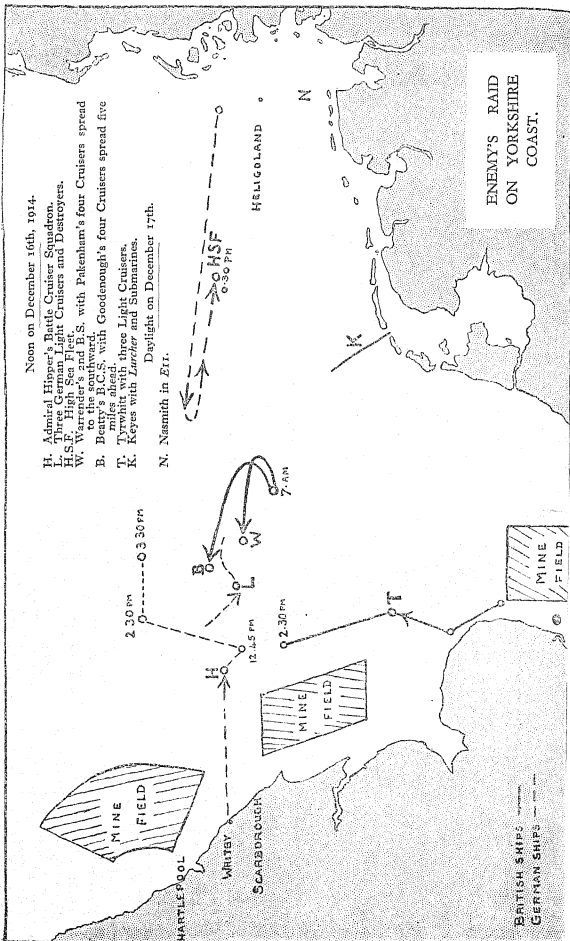 ENEMY'S RAID
ON YORKSHIRE
COAST.
Noon on December 16th, 1914.
H. Admiral Hipper's Battle Cruiser Squadron.
L. Three German Light Cruisers and Destroyers.
H.S.F. High Sea Fleet.
W. Warrender's 2nd B.S. with Pakenham's four Cruisers spread
to the southward.
B. Beatty's B.C.S. with Goodenough's four Cruisers spread five
miles ahead.
T. Tyrwhitt with three Light Cruisers.
K. Keyes with Lurcher and Submarines.
Daylight on December 17th.
N. Nasmith in E11.
HELIGOLAND
N
HSF
0.30 PM
K
7 AM
B
W
L
3 30 PM
2 30 PM
12.45 PM
H
2.30 PM
T
MINE
FIELD
MINE
FIELD
MINE
FIELD
HARTLEPOOL
WHITBY
SCARBOROUGH
BRITISH SHIPS
GERMAN SHIPS